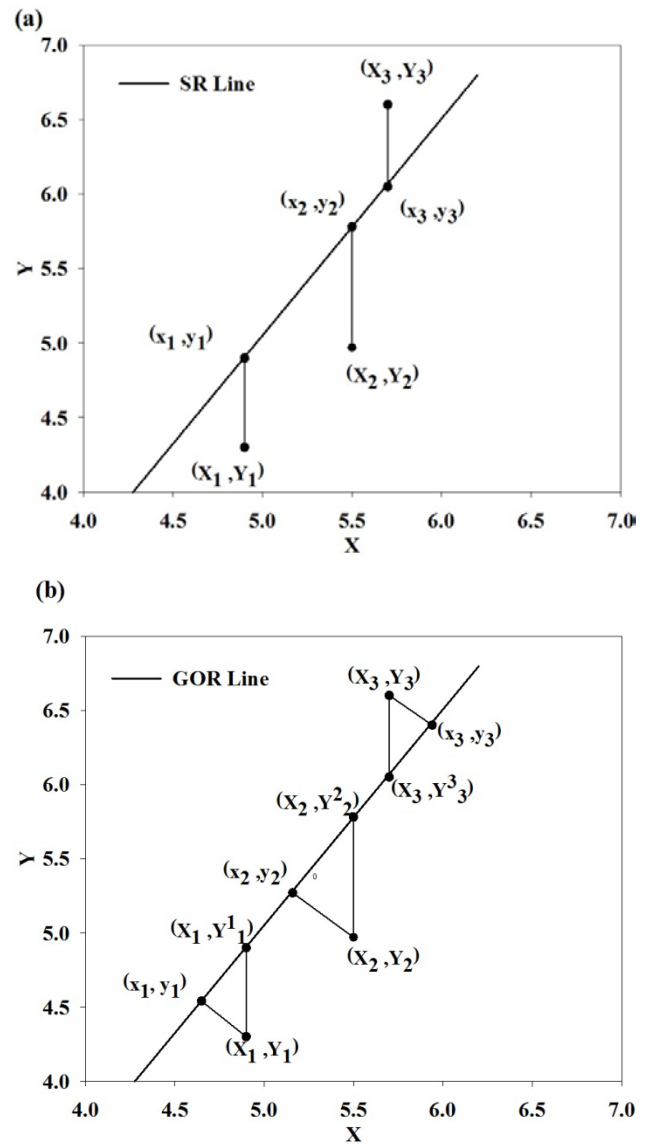 (a)
7.0
SR Line
(X3 ,Y3)
6.5
6.0
(x2 ,y2)
(x3 ,y3)
Y
5.5
(x1 ,y1)
5.0
(X2 ,Y2)
4.5
(X1 ,Y1)
4.0
4.0 4.5 5.0 5.5 6.0 6.5 7.0
X
(b)
7.0
GOR Line
(X3 ,Y3)
6.5
(x3 ,y3)
6.0
(X3 ,Y33)
(X2 ,Y22)
Y
5.5
(x2 ,y2)
0
5.0
(X1 ,Y11)
(X2 ,Y2)
(x1, y1)
4.5
(X1 ,Y1)
4.0
4.0 4.5 5.0 5.5 6.0 6.5 7.0
X